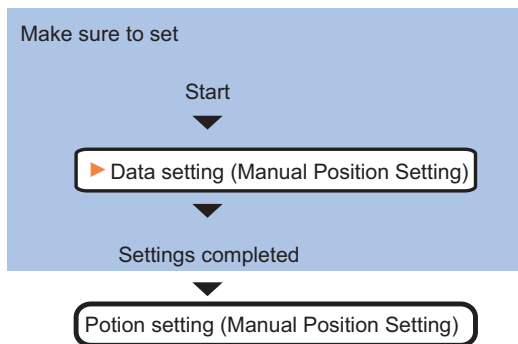 Make sure to set
Start
Data setting (Manual Position Setting)
Settings completed
Potion setting (Manual Position Setting)